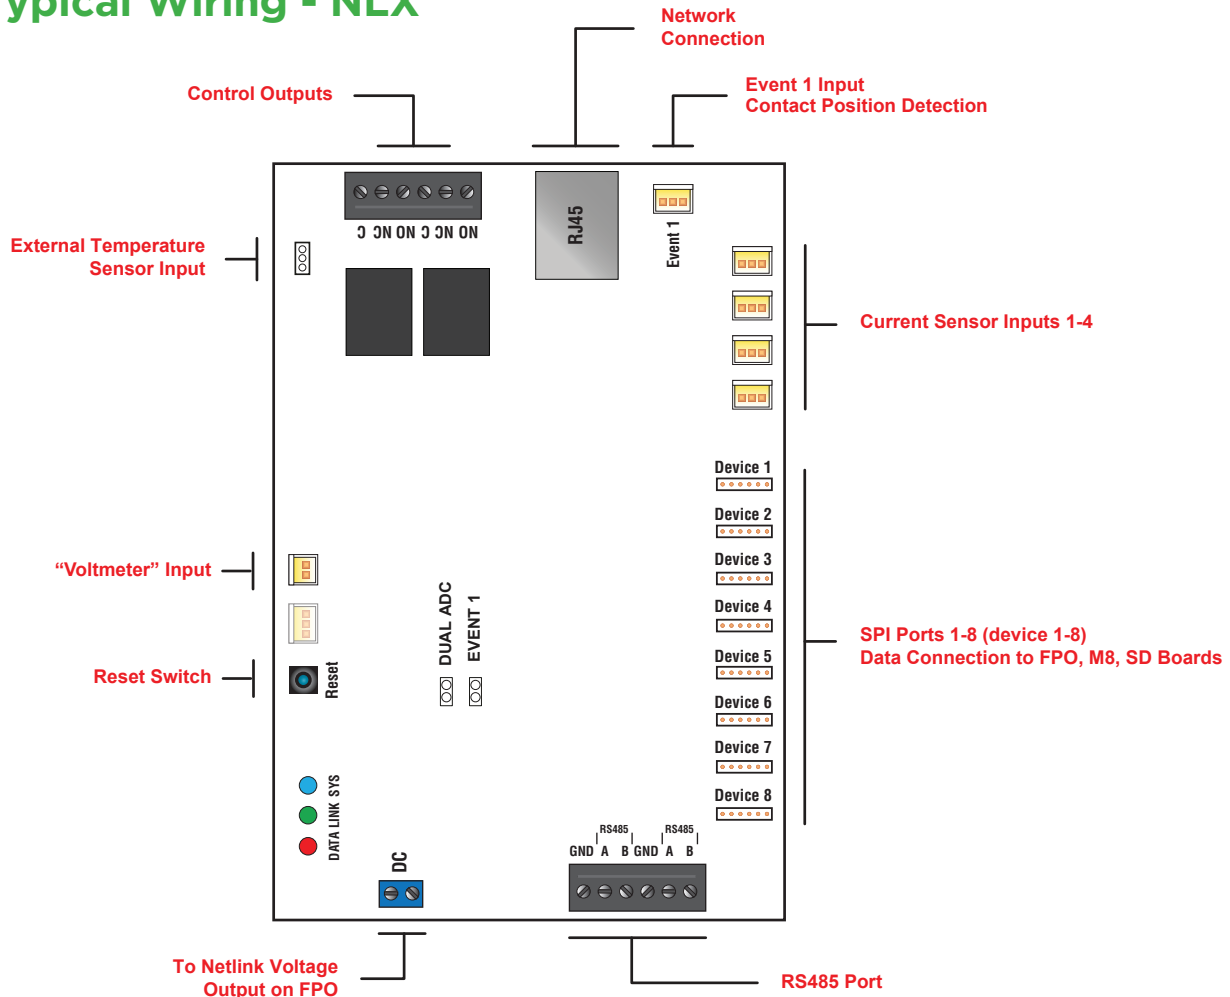 ypical Wiring - NLX
Network
Connection
Control Outputs
Event 1 Input
Contact Position Detection
C NC NO C NC NO
RJ45
Event 1
External Temperature
Sensor Input
Current Sensor Inputs 1-4
Device 1
Device 2
Device 3
Device 4
Device 5
Device 6
Device 7
Device 8
“Voltmeter” Input
DUAL ADC
EVENT 1
SPI Ports 1-8 (device 1-8)
Data Connection to FPO, M8, SD Boards
Reset Switch
Reset
DATA LINK SYS
RS485 RS485
GND A B GND A B
DC
To Netlink Voltage
Output on FPO
RS485 Port